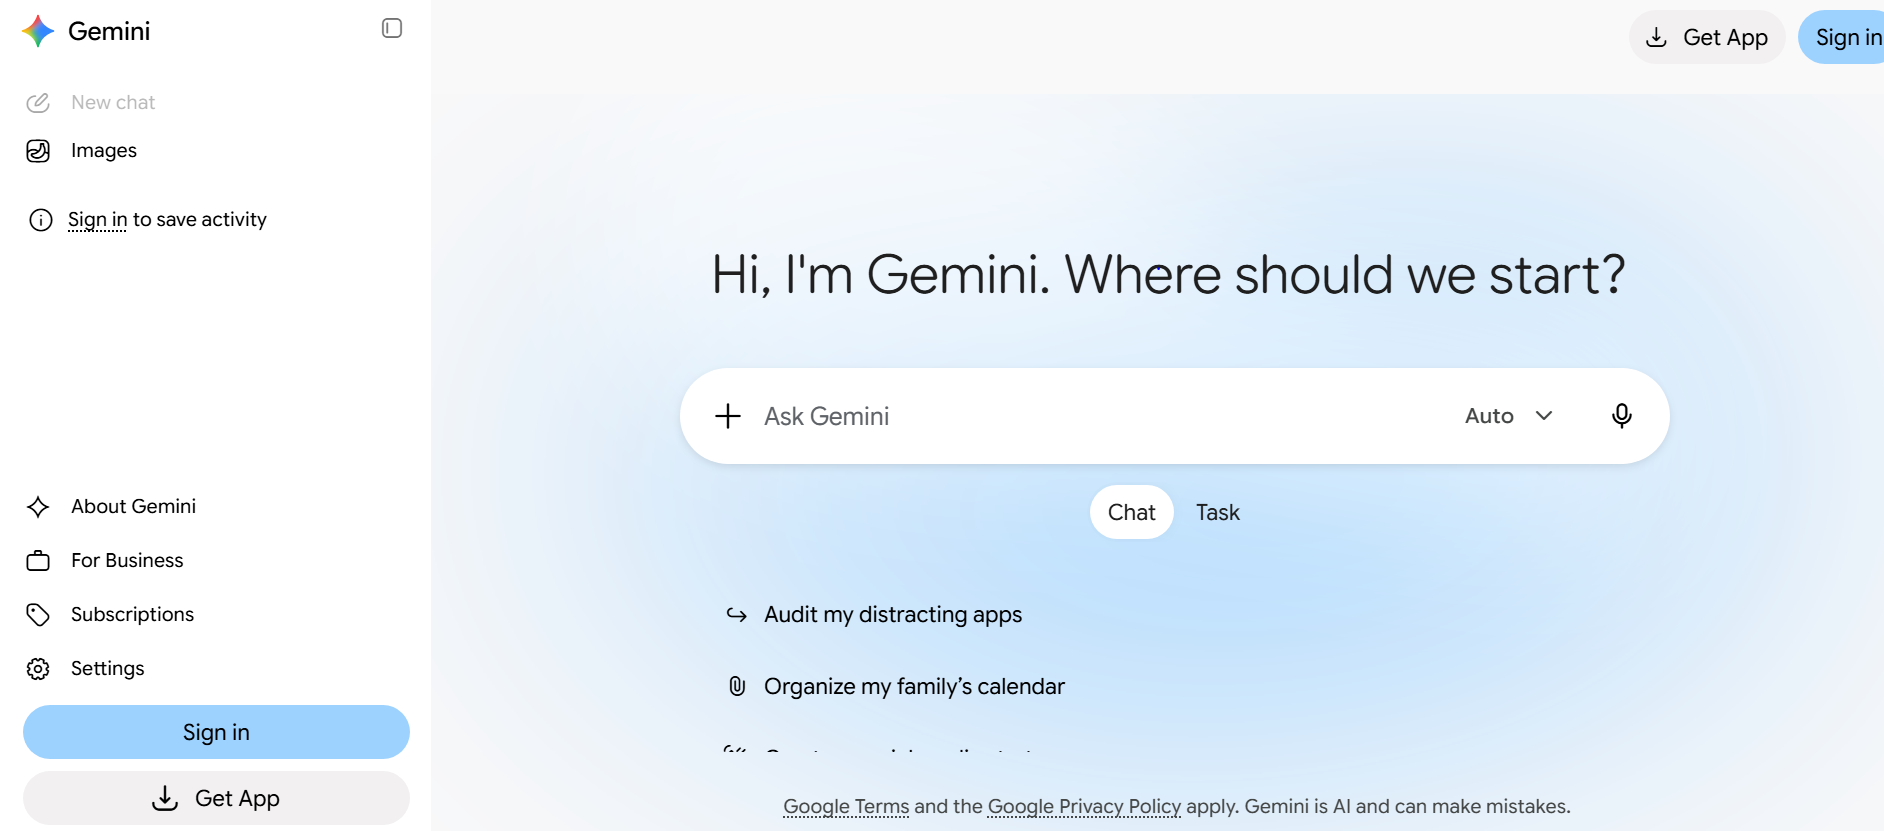 Gemini
Get App
Sign in
New chat
Images
Sign in to save activity
Hi, I'm Gemini. Where should we start?
Ask Gemini
Auto
Chat
Task
Audit my distracting apps
Organize my family’s calendar
About Gemini
For Business
Subscriptions
Settings
Sign in
Get App
Google Terms and the Google Privacy Policy apply. Gemini is AI and can make mistakes.